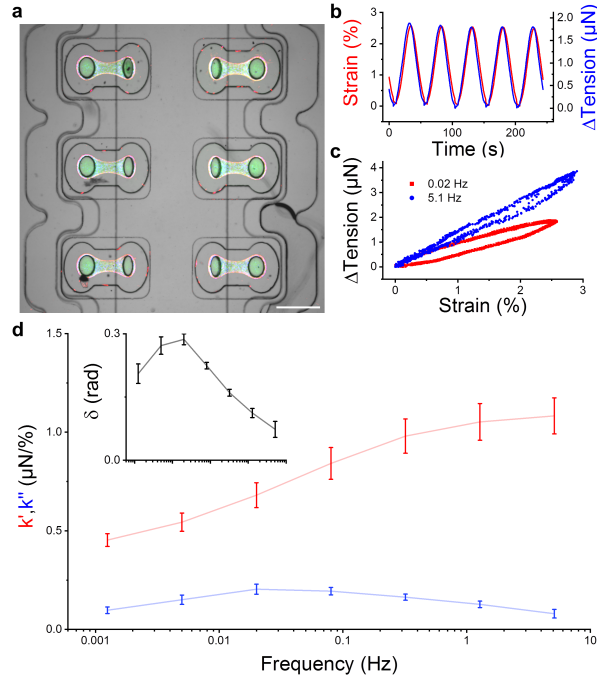 a
b
3
2
1
0
Strain (%)
2.0
1.5
1.0
0.5
0.0
ΔTension (µN)
0
100
200
Time (s)
c
4
3
2
1
0
ΔTension (µN)
0.02 Hz
5.1 Hz
0
1
2
3
Strain (%)
d
1.5
1.0
0.5
0.0
k',k'' (µN/%)
0.3
0.0
δ (rad)
0.001
0.01
0.1
1
10
Frequency (Hz)